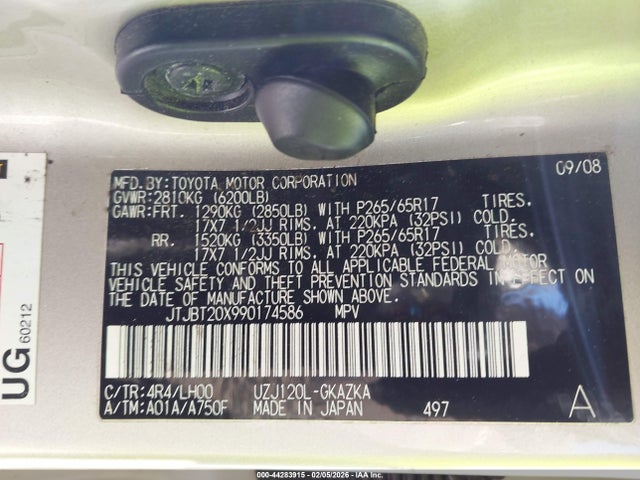 09/08
MFD. BY: TOYOTA MOTOR CORPORATION
GVWR: 2810KG (6200LB)
GAWR: FRT. 1290KG (2850LB) WITH P265/65R17 TIRES.
17X7 1/2JJ RIMS. AT 220KPA (32PSI) COLD.
RR. 1520KG (3350LB) WITH P265/65R17 TIRES.
17X7 1/2JJ RIMS. AT 220KPA (32PSI) COLD.
THIS VEHICLE CONFORMS TO ALL APPLICABLE FEDERAL MOTOR
VEHICLE SAFETY AND THEFT PREVENTION STANDARDS IN EFFECT ON
THE DATE OF MANUFACTURE SHOWN ABOVE.
JTJBT20X990174586 MPV
C/TR: 4R4/LH00 UZJ120L-GKAZKA
A/TM: A01A/A750F MADE IN JAPAN 497 A
UG 60212
000-44283915 - 02/05/2026 - IAA Inc.